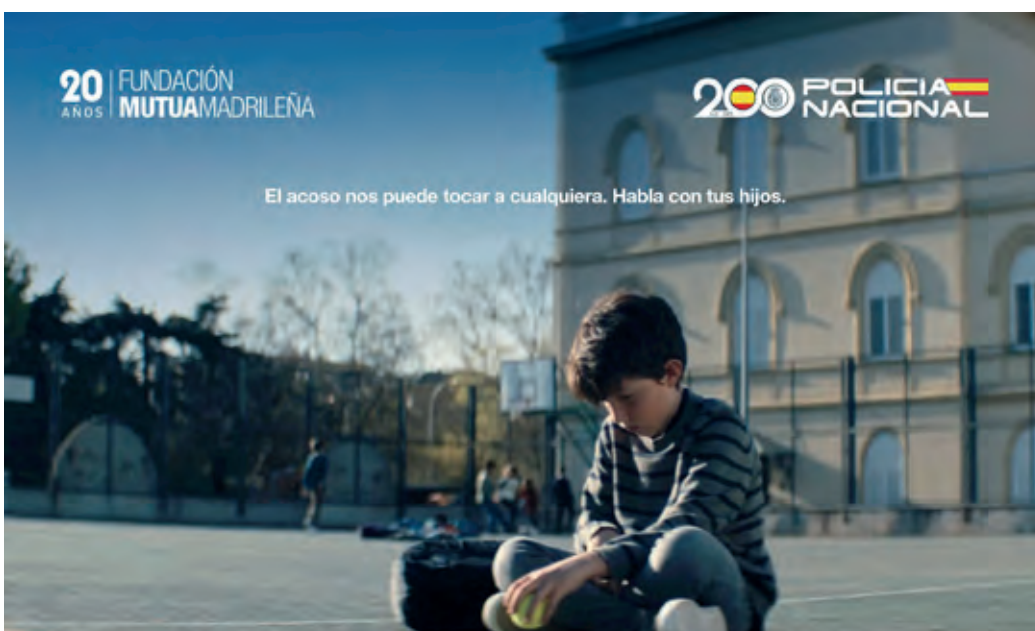 20 AÑOS
FUNDACIÓN
MUTUAMADRILEÑA
200 POLICIA
NACIONAL
El acoso nos puede tocar a cualquiera. Habla con tus hijos.